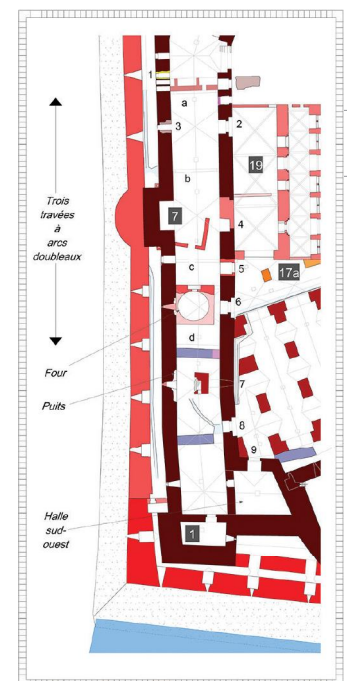 1
a
3
2
b
19
7
4
c
5
17a
6
d
7
8
9
1
Trois
travées
à
arcs
doubleaux
Four
Puits
Halle
sud-
ouest